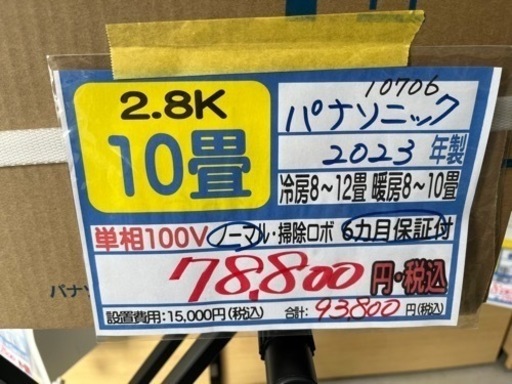 10706
2.8K
パナソニック
10畳
2023 年製
冷房8～12畳 暖房8～10畳
単相100V ノーマル・掃除ロボ 6カ月保証付
78,800 円・税込
設置費用:15,000円(税込) 合計: 93,800 円(税込)
パナソ